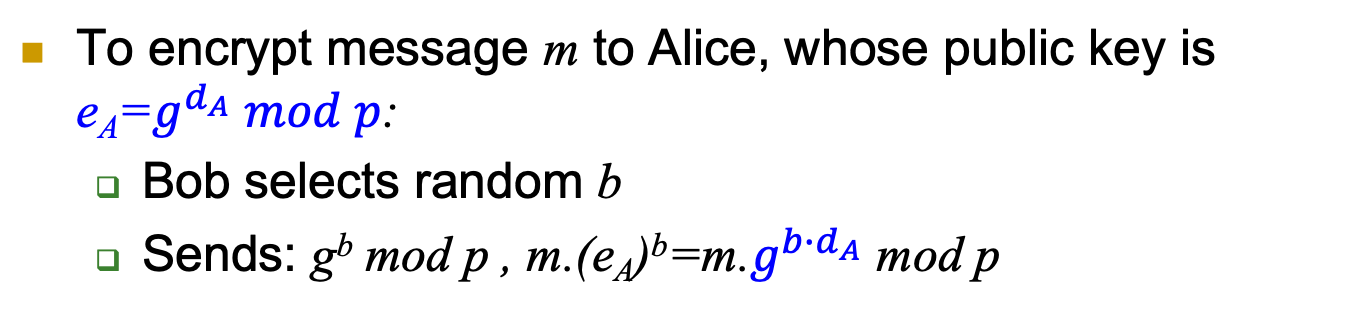 ■ To encrypt message m to Alice, whose public key is
e_A=g^{d_A} mod p:
❑ Bob selects random b
❑ Sends: g^b mod p , m.(e_A)^b=m.g^{b·d_A} mod p